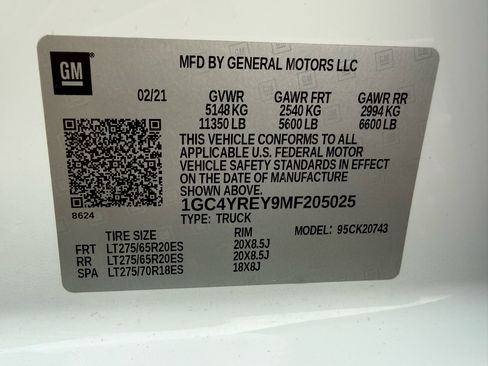 GM
MFD BY GENERAL MOTORS LLC
02/21 GVWR GAWR FRT GAWR RR
5148 KG 2540 KG 2994 KG
11350 LB 5600 LB 6600 LB
THIS VEHICLE CONFORMS TO ALL
APPLICABLE U.S. FEDERAL MOTOR
VEHICLE SAFETY STANDARDS IN EFFECT
ON THE DATE OF MANUFACTURE
SHOWN ABOVE.
8624
1GC4YREY9MF205025
TYPE: TRUCK
TIRE SIZE RIM MODEL: 95CK20743
FRT LT275/65R20ES 20X8.5J
RR LT275/65R20ES 20X8.5J
SPA LT275/70R18ES 18X8J